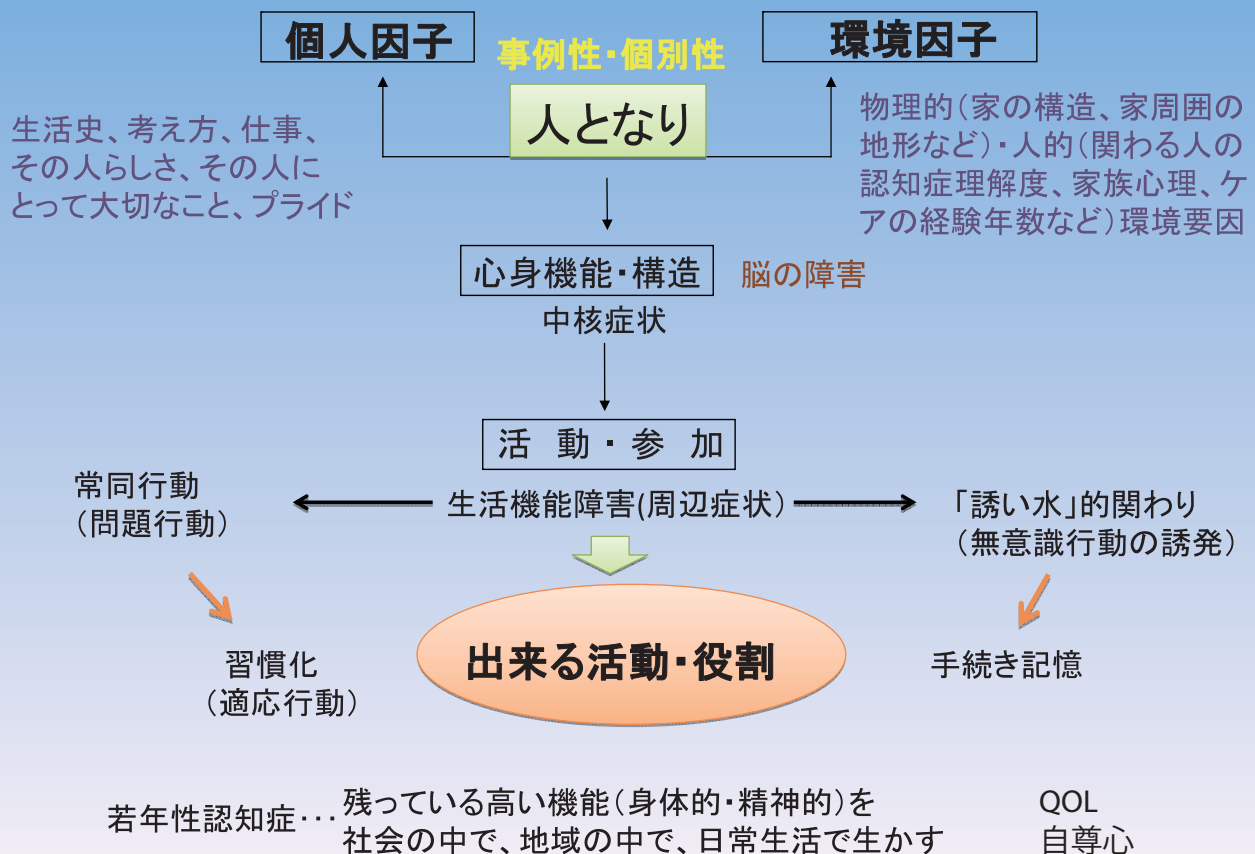 個人因子
事例性・個別性
環境因子
人となり
生活史、考え方、仕事、
その人らしさ、その人に
とって大切なこと、プライド
物理的（家の構造、家周囲の
地形など）・人的（関わる人の
認知症理解度、家族心理、ケ
アの経験年数など）環境要因
心身機能・構造
脳の障害
中核症状
活　動・参　加
常同行動
（問題行動）
生活機能障害(周辺症状）
「誘い水」的関わり
（無意識行動の誘発）
出来る活動・役割
習慣化
（適応行動）
手続き記憶
若年性認知症・・・
残っている高い機能（身体的・精神的）を
社会の中で、地域の中で、日常生活で生かす
QOL
自尊心